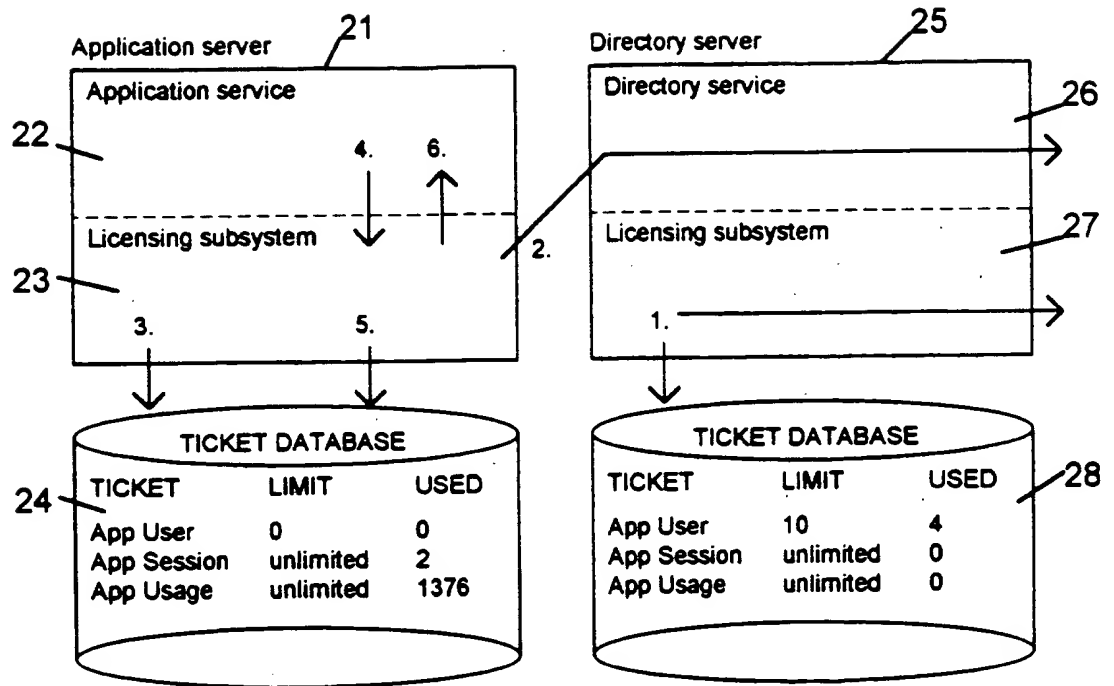 21
Application server
Application service
22
4.
6.
Licensing subsystem
23
3.
5.
2.
25
Directory server
Directory service
26
Licensing subsystem
27
1.
TICKET DATABASE
24
TICKET LIMIT USED
App User 0 0
App Session unlimited 2
App Usage unlimited 1376
TICKET DATABASE
28
TICKET LIMIT USED
App User 10 4
App Session unlimited 0
App Usage unlimited 0